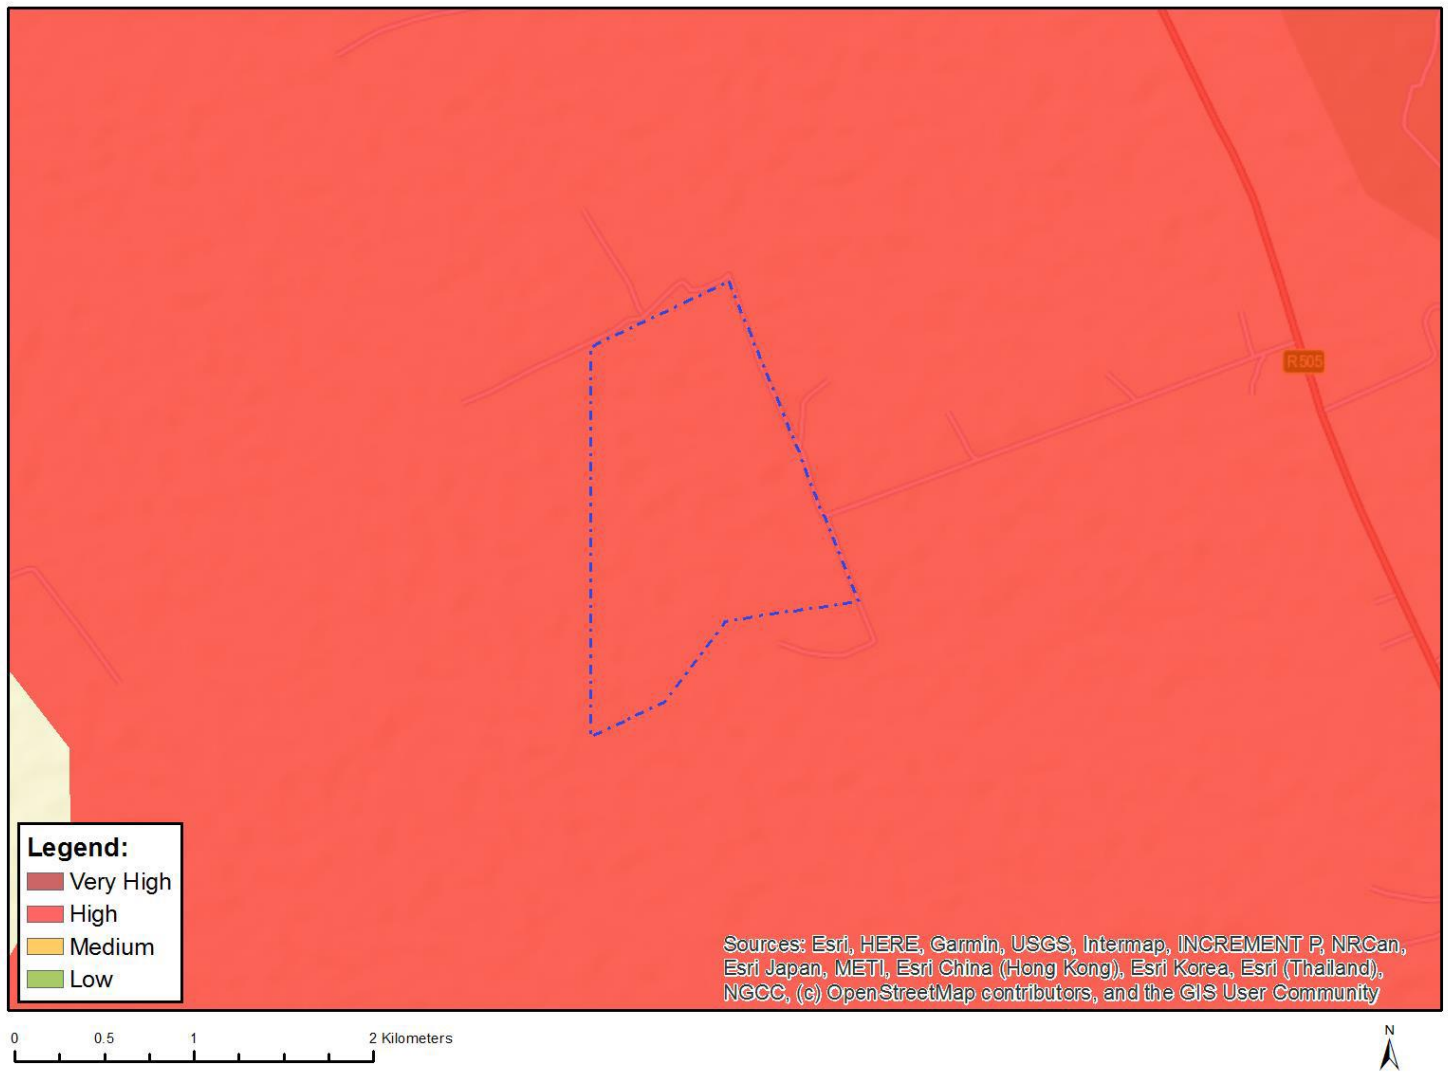 R505
Legend:
Very High
High
Medium
Low
Sources: Esri, HERE, Garmin, USGS, Intermap, INCREMENT P, NRCan,
Esri Japan, METI, Esri China (Hong Kong), Esri Korea, Esri (Thailand),
NGCC, (c) OpenStreetMap contributors, and the GIS User Community
0 0.5 1 2 Kilometers
N